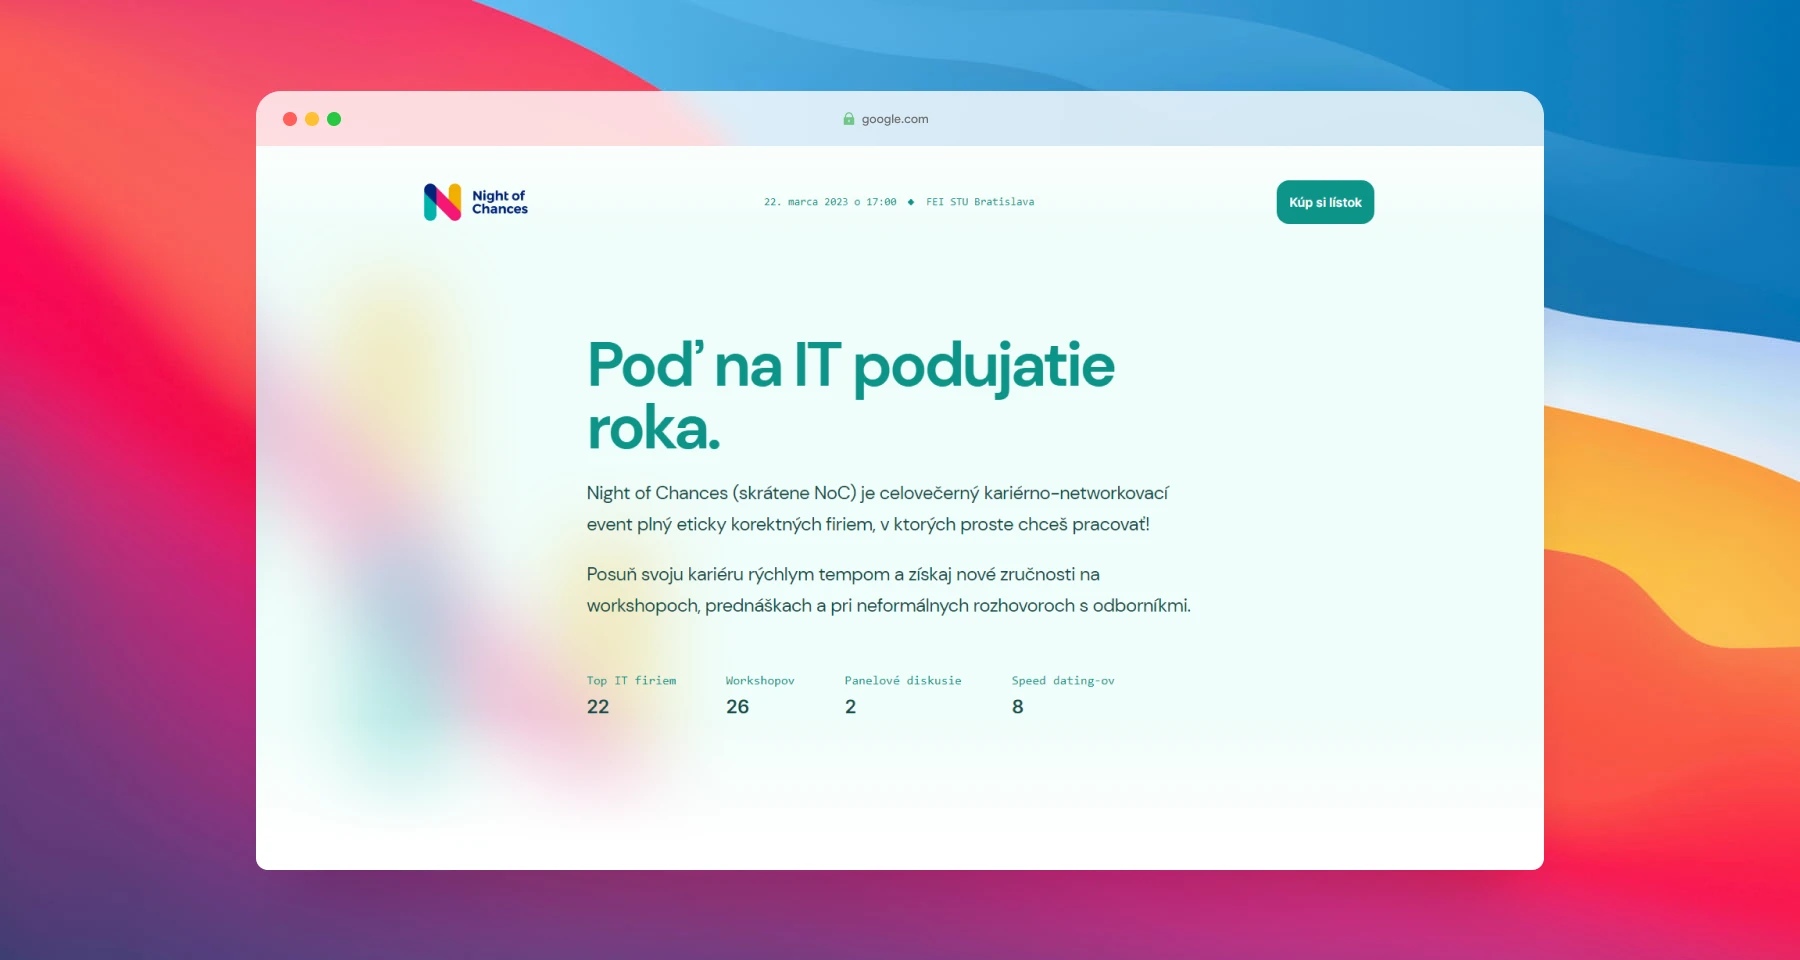 google.com
Night of
Chances
22. marca 2023 o 17:00 ◆ FEI STU Bratislava
Kúp si lístok
Poď na IT podujatie
roka.
Night of Chances (skrátene NoC) je celovečerný kariérno-networkovací
event plný eticky korektných firiem, v ktorých proste chceš pracovať!
Posuň svoju kariéru rýchlym tempom a získaj nové zručnosti na
workshopoch, prednáškach a pri neformálnych rozhovoroch s odborníkmi.
Top IT firiem
22
Workshopov
26
Panelové diskusie
2
Speed dating-ov
8